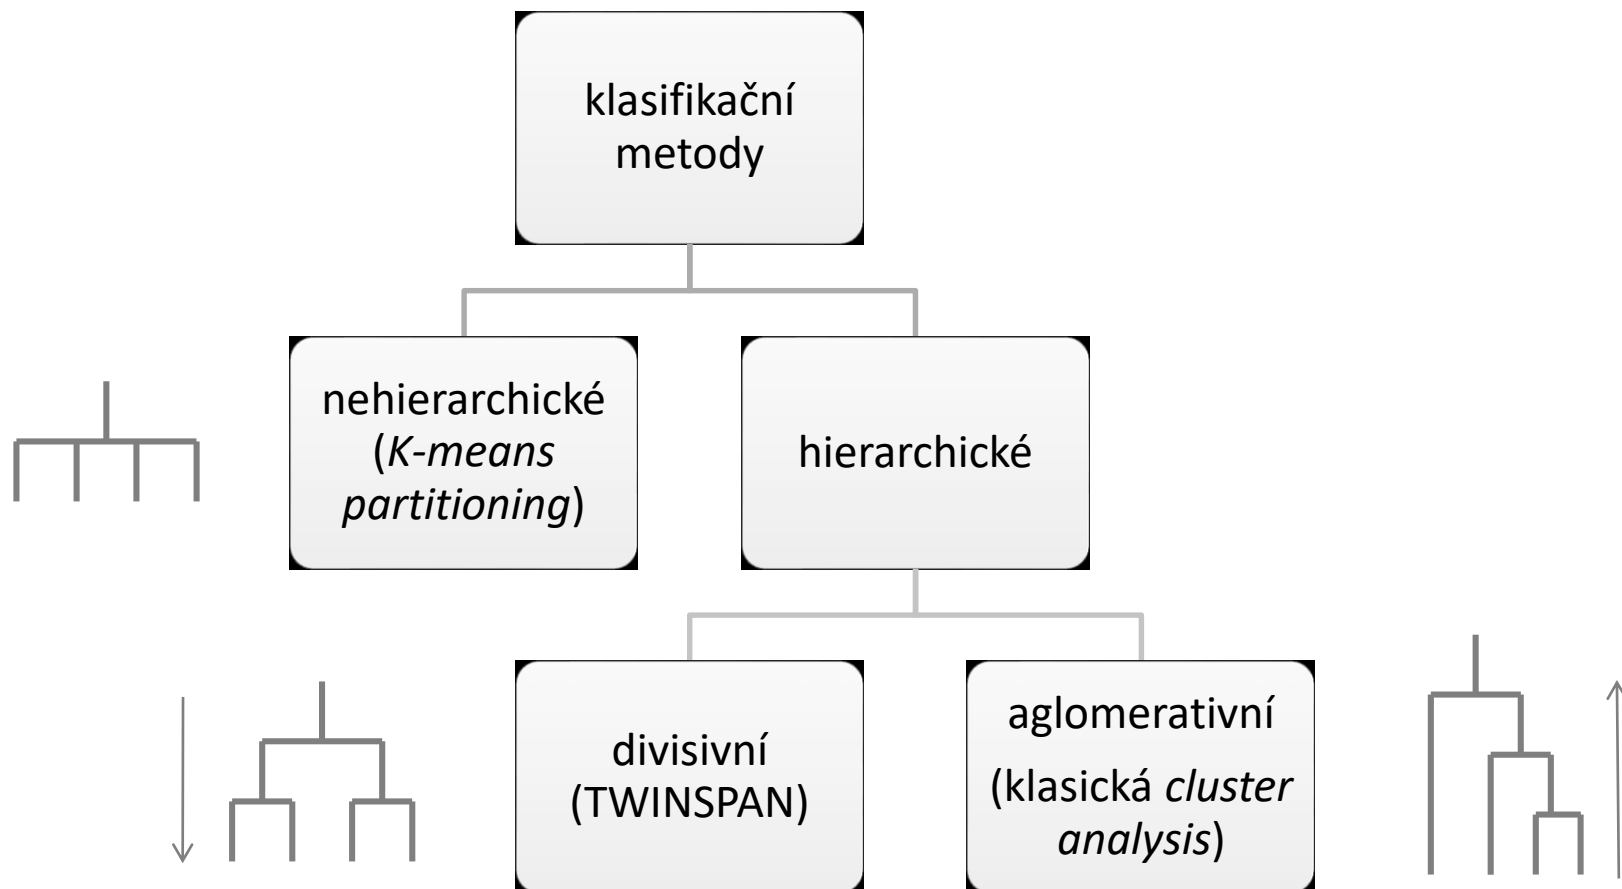 klasifikační
metody
nehierarchické
(K-means
partitioning)
hierarchické
divisivní
(TWINSPAN)
aglomerativní
(klasická cluster
analysis)